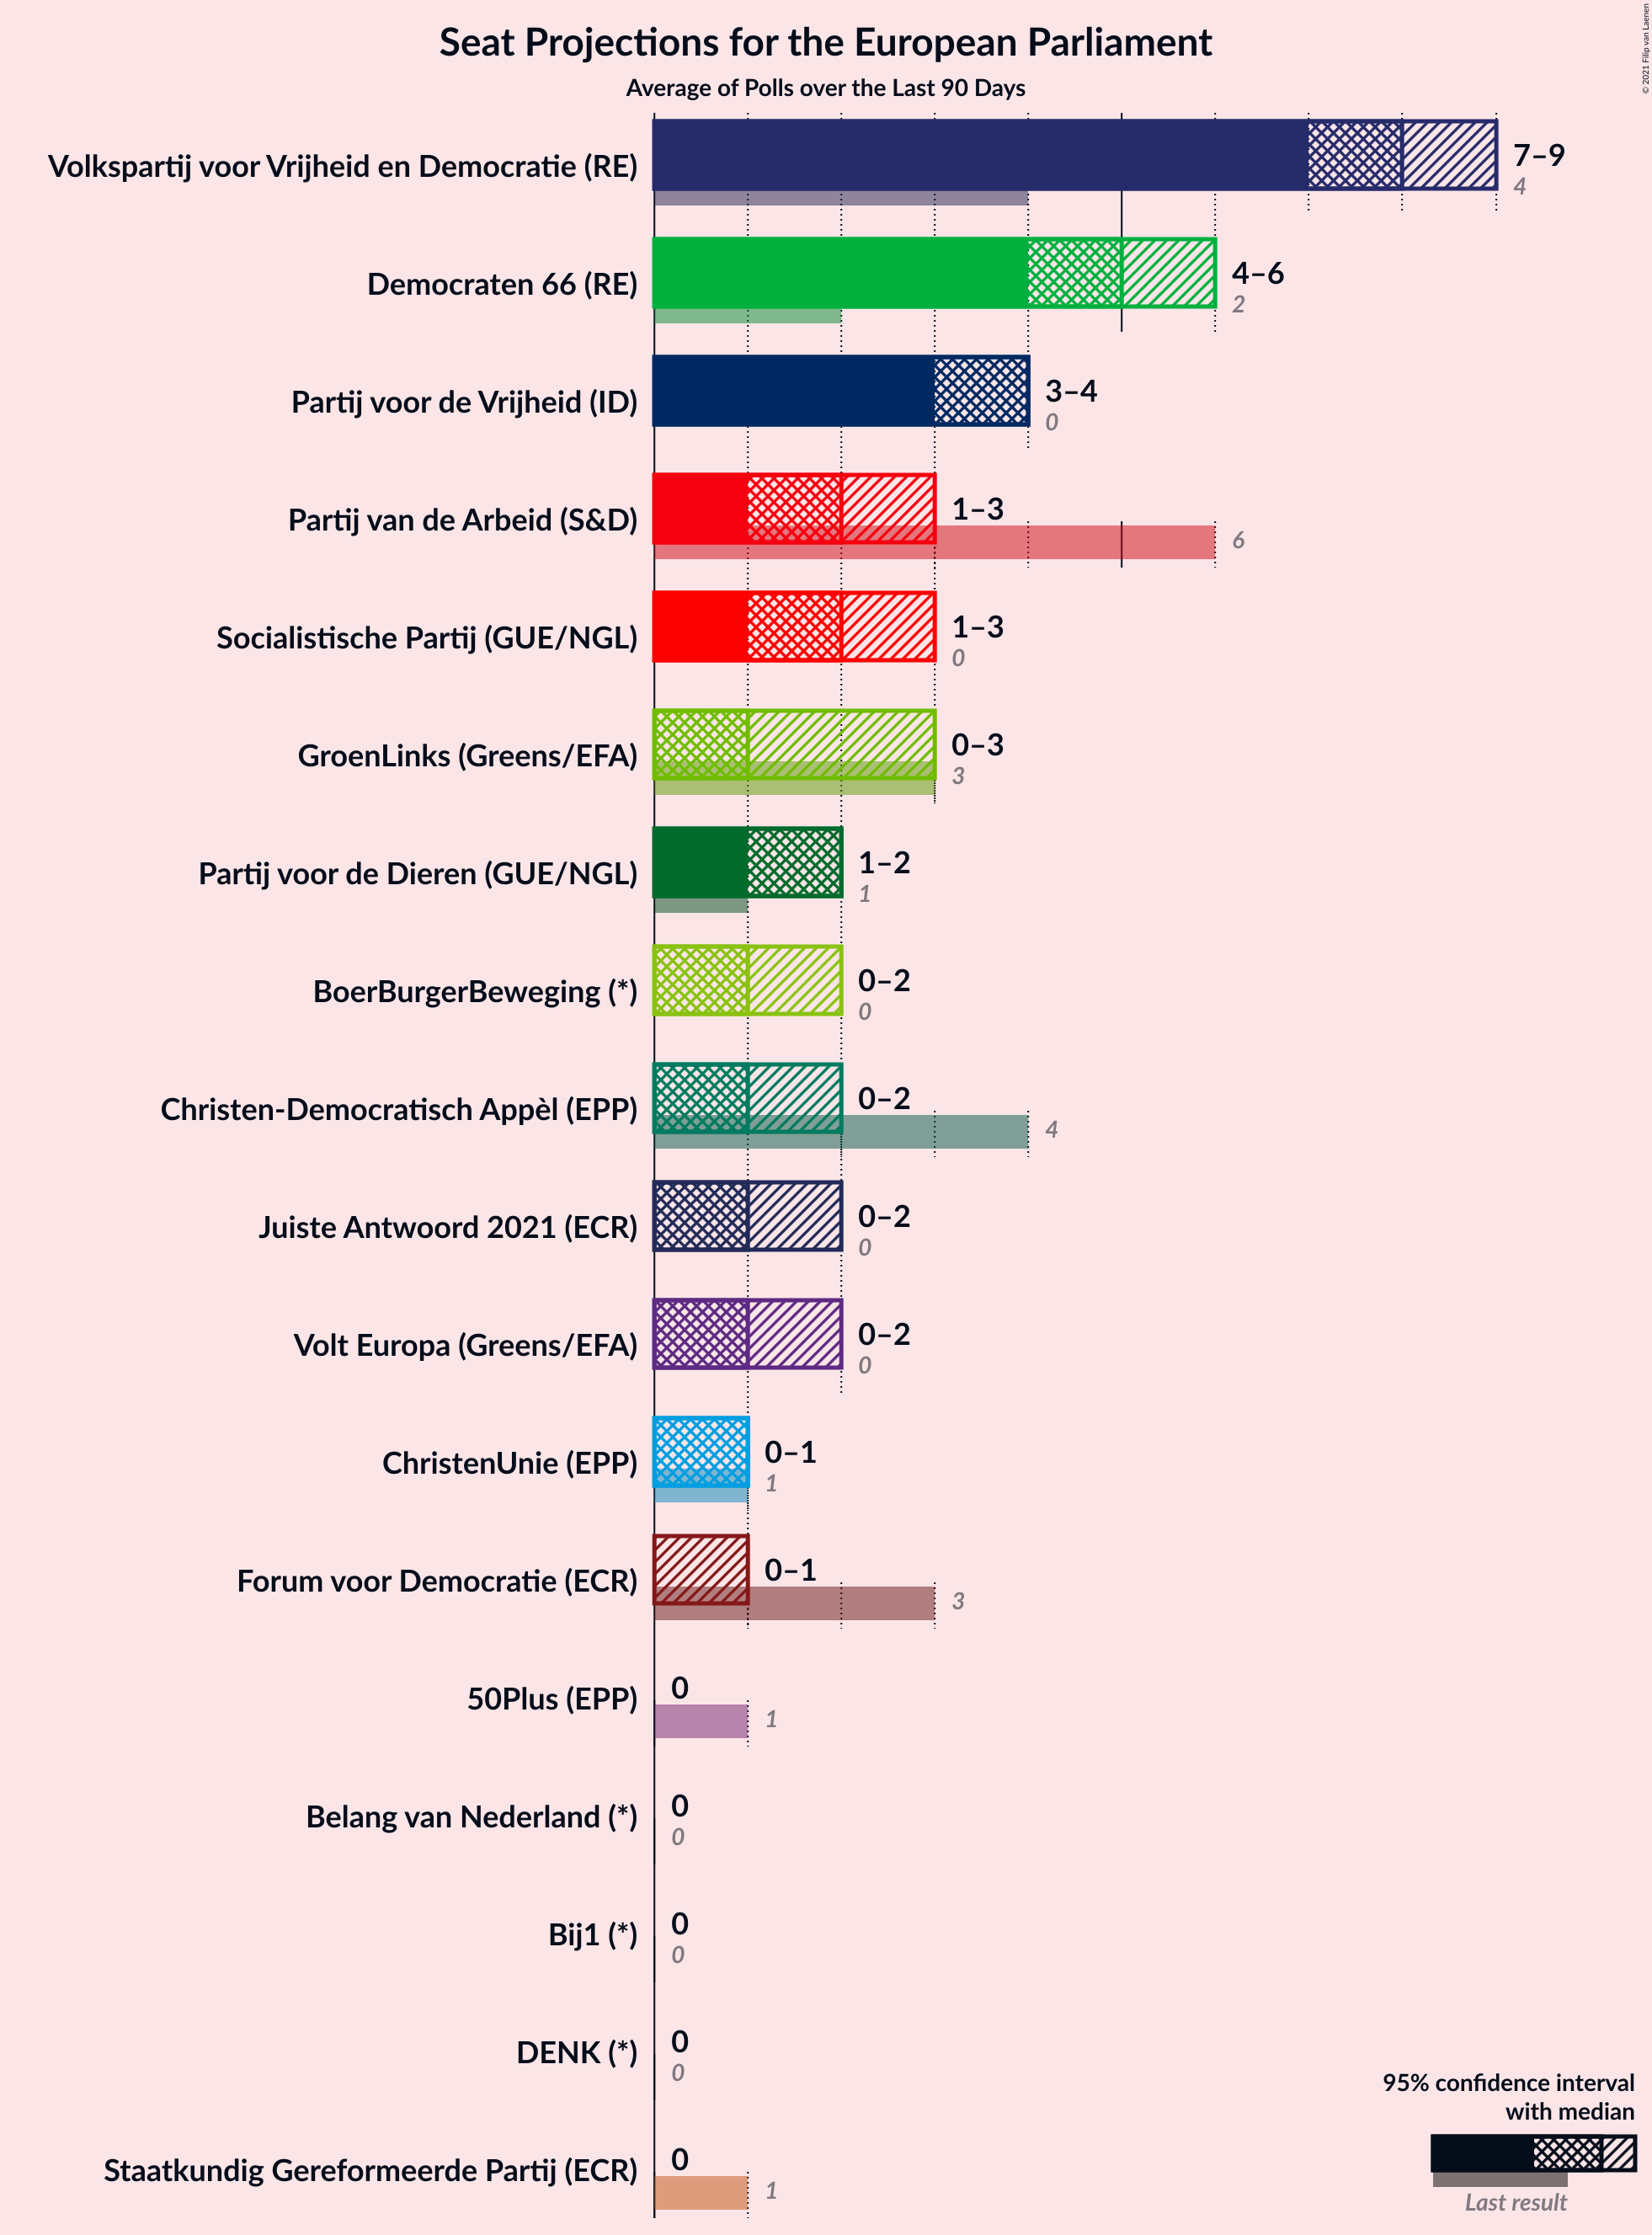 Seat Projections for the European Parliament
Average of Polls over the Last 90 Days
© 2021 Filip van Laenen
Volkspartij voor Vrijheid en Democratie (RE)
7–9
4
Democraten 66 (RE)
4–6
2
Partij voor de Vrijheid (ID)
3–4
0
Partij van de Arbeid (S&D)
1–3
6
Socialistische Partij (GUE/NGL)
1–3
0
GroenLinks (Greens/EFA)
0–3
3
Partij voor de Dieren (GUE/NGL)
1–2
1
BoerBurgerBeweging (*)
0–2
0
Christen-Democratisch Appèl (EPP)
0–2
4
Juiste Antwoord 2021 (ECR)
0–2
0
Volt Europa (Greens/EFA)
0–2
0
ChristenUnie (EPP)
0–1
1
Forum voor Democratie (ECR)
0–1
3
50Plus (EPP)
0
1
Belang van Nederland (*)
0
0
Bij1 (*)
0
0
DENK (*)
0
0
Staatkundig Gereformeerde Partij (ECR)
0
1
95% confidence interval
with median
Last result